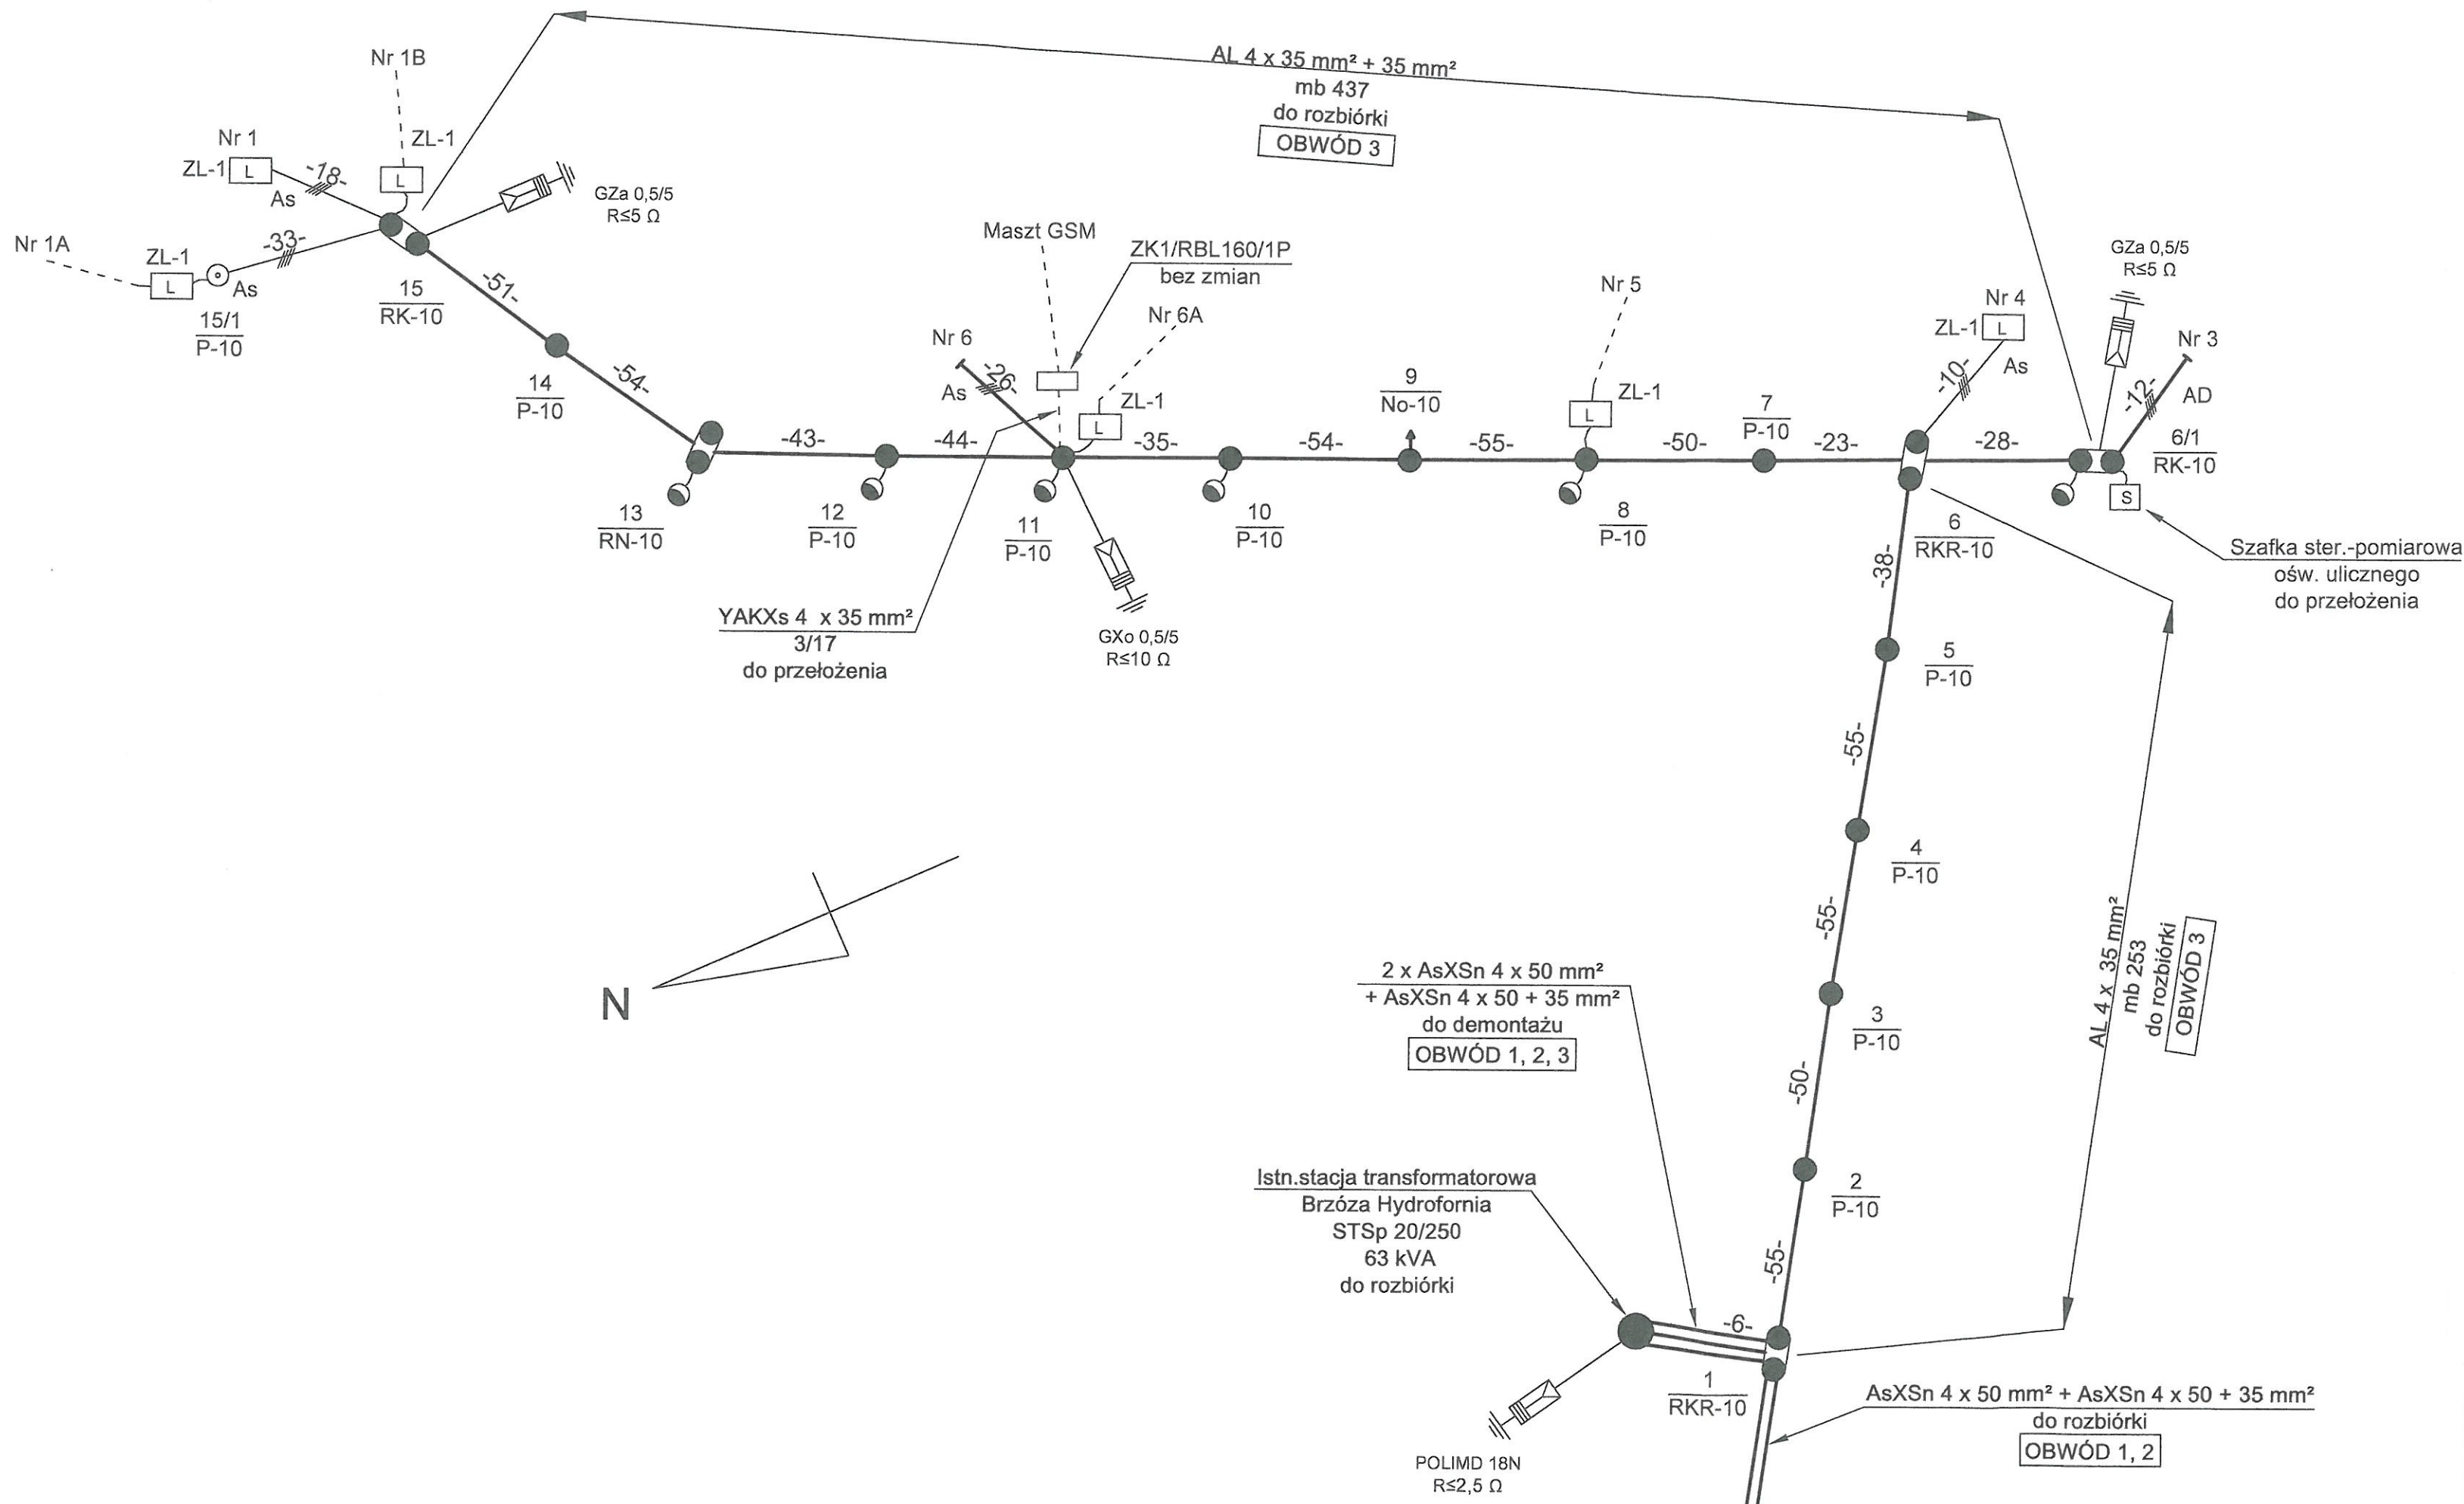 AL 4 x 35 mm² + 35 mm²
mb 437
do rozbiórki
OBWÓD 3
Nr 1B
ZL-1
L
Nr 1
ZL-1
L
-18-
As
GZa 0,5/5
R≤5 Ω
Nr 1A
ZL-1
L
-33-
As
15/1
P-10
15
RK-10
-51-
14
P-10
-54-
13
RN-10
-43-
12
P-10
-44-
Nr 6
As
-26-
Maszt GSM
ZK1/RBL160/1P
bez zmian
Nr 6A
ZL-1
L
11
P-10
-35-
YAKXs 4 x 35 mm²
3/17
do przełożenia
GXo 0,5/5
R≤10 Ω
10
P-10
-54-
9
No-10
-55-
Nr 5
ZL-1
L
8
P-10
-50-
7
P-10
-23-
Nr 4
ZL-1
L
-10-
As
6
RKR-10
-28-
GZa 0,5/5
R≤5 Ω
Nr 3
-12-
AD
6/1
RK-10
S
Szafka ster.-pomiarowa
ośw. ulicznego
do przełożenia
-38-
5
P-10
-55-
4
P-10
-55-
3
P-10
-50-
2
P-10
-55-
AL 4 x 35 mm²
mb 253
do rozbiórki
OBWÓD 3
N
2 x AsXSn 4 x 50 mm²
+ AsXSn 4 x 50 + 35 mm²
do demontażu
OBWÓD 1, 2, 3
Istn.stacja transformatorowa
Brzóza Hydrofornia
STSp 20/250
63 kVA
do rozbiórki
-6-
1
RKR-10
POLIMD 18N
R≤2,5 Ω
AsXSn 4 x 50 mm² + AsXSn 4 x 50 + 35 mm²
do rozbiórki
OBWÓD 1, 2